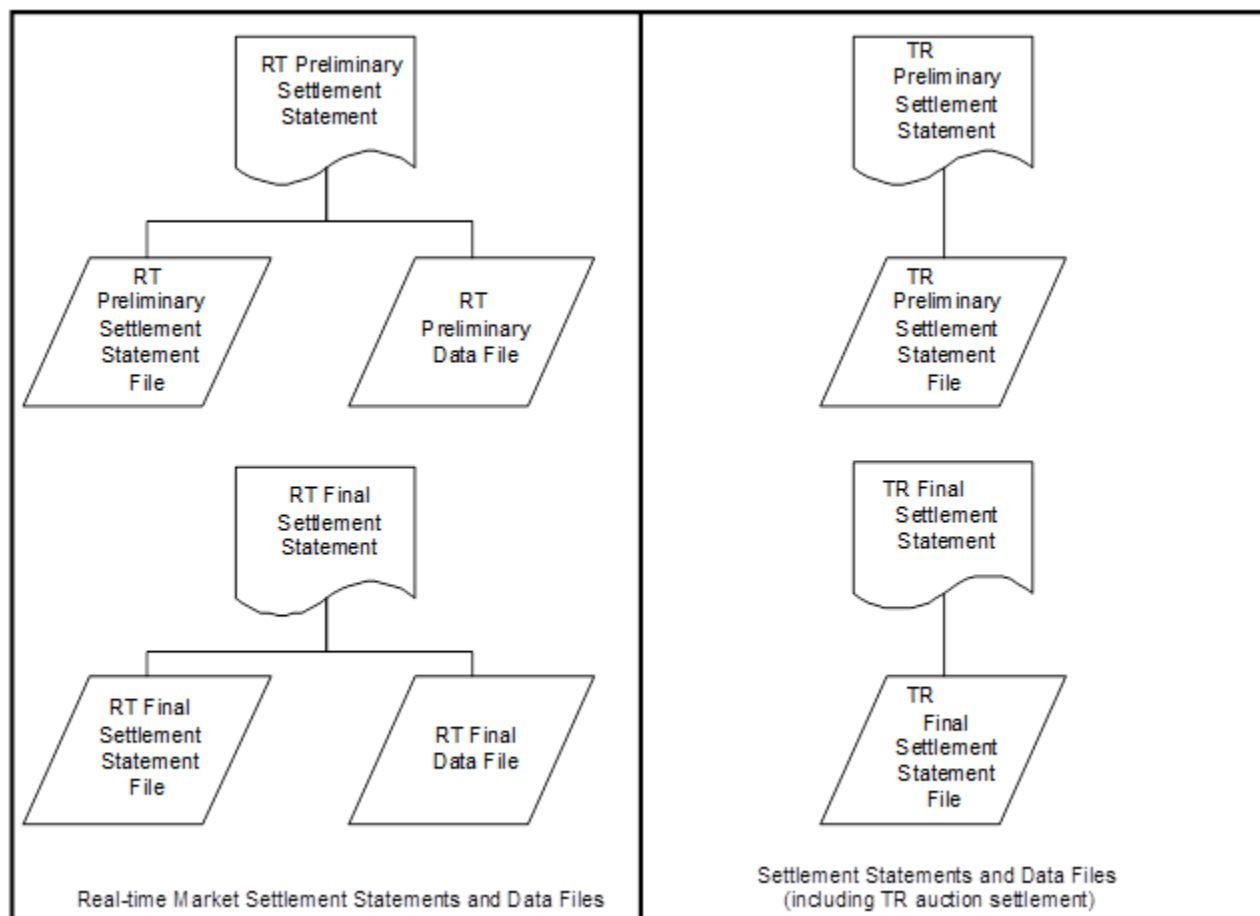 RT Preliminary
Settlement
Statement
RT
Preliminary
Settlement
Statement
File
RT
Preliminary
Data File
RT Final
Settlement
Statement
RT Final
Settlement
Statement
File
RT Final
Data File
Real-time Market Settlement Statements and Data Files
TR
Preliminary
Settlement
Statement
TR
Preliminary
Settlement
Statement
File
TR Final
Settlement
Statement
TR
Final
Settlement
Statement
File
Settlement Statements and Data Files
(including TR auction settlement)